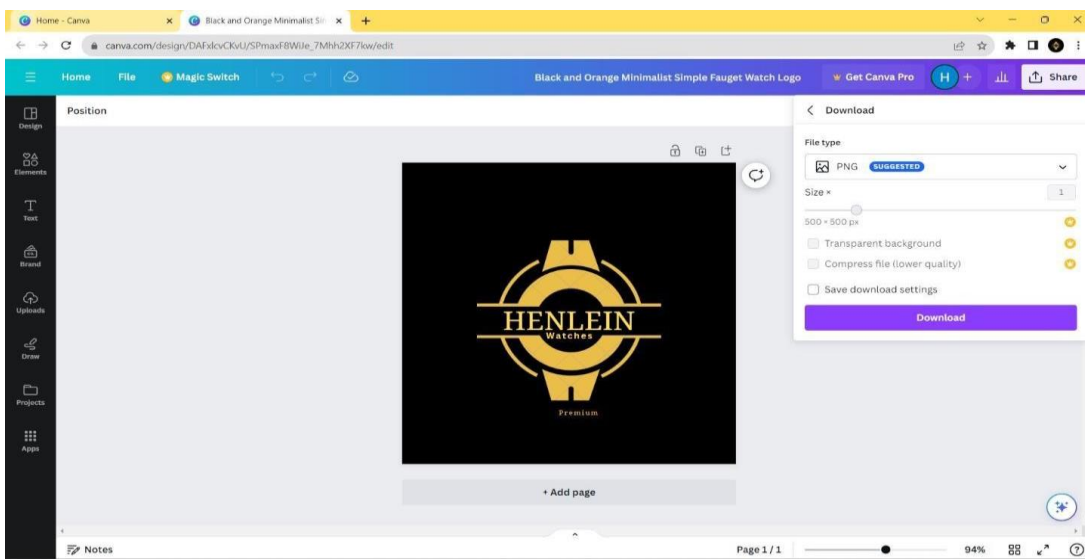 Home - Canva
Black and Orange Minimalist Si
canva.com/design/DAFxlcvCKvU/SPmaxF8WiJe_7Mhh2XF7kw/edit
Home File Magic Switch Black and Orange Minimalist Simple Fauget Watch Logo Get Canva Pro H + Share
Design
Elements
Text
Brand
Uploads
Draw
Projects
Apps
Position
HENLEIN
Watches
Premium
+ Add page
Download
File type
PNG SUGGESTED
Size × 1
500 × 500 px
Transparent background
Compress file (lower quality)
Save download settings
Download
Notes Page 1 / 1 94%